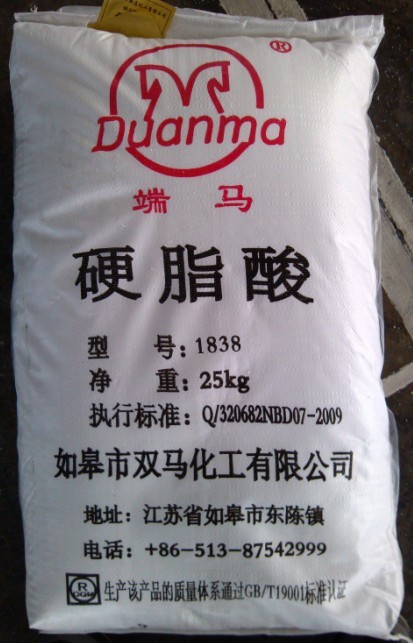 ®
Duanma
端 马
硬脂酸
型 号: 1838
净 重: 25kg
执行标准: Q/320682NBD07-2009
如皋市双马化工有限公司
地址: 江苏省如皋市东陈镇
电话: +86-513-87542999
R 生产该产品的质量体系通过GB/T19001标准认证